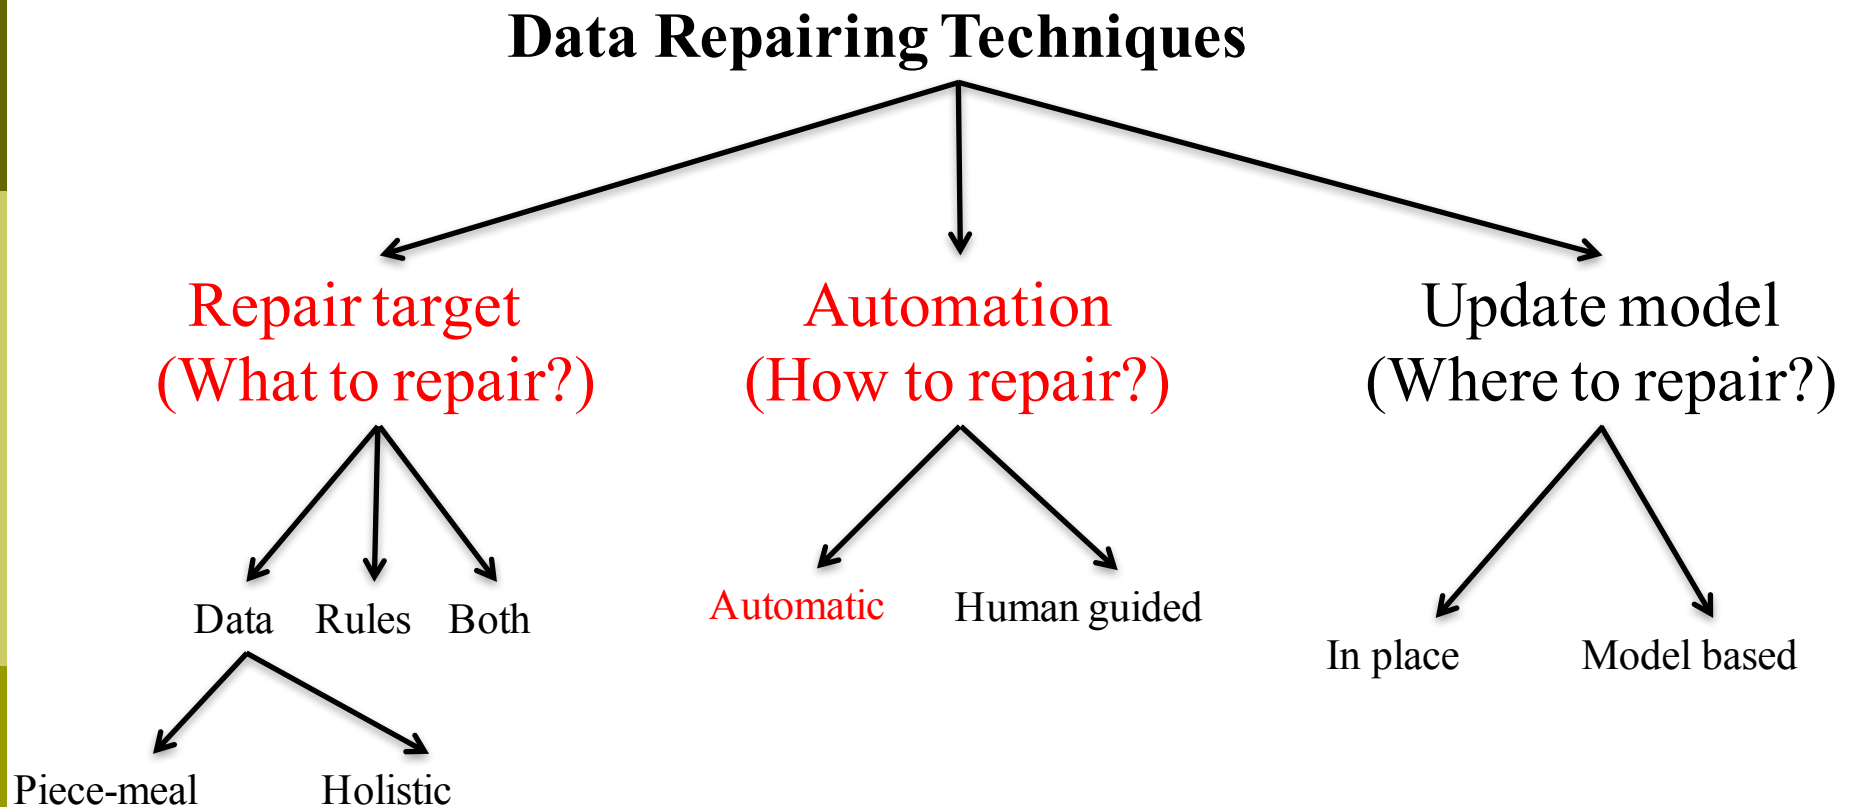 Data Repairing Techniques
Repair target
(What to repair?)
Automation
(How to repair?)
Update model
(Where to repair?)
Data
Rules
Both
Automatic
Human guided
In place
Model based
Piece-meal
Holistic